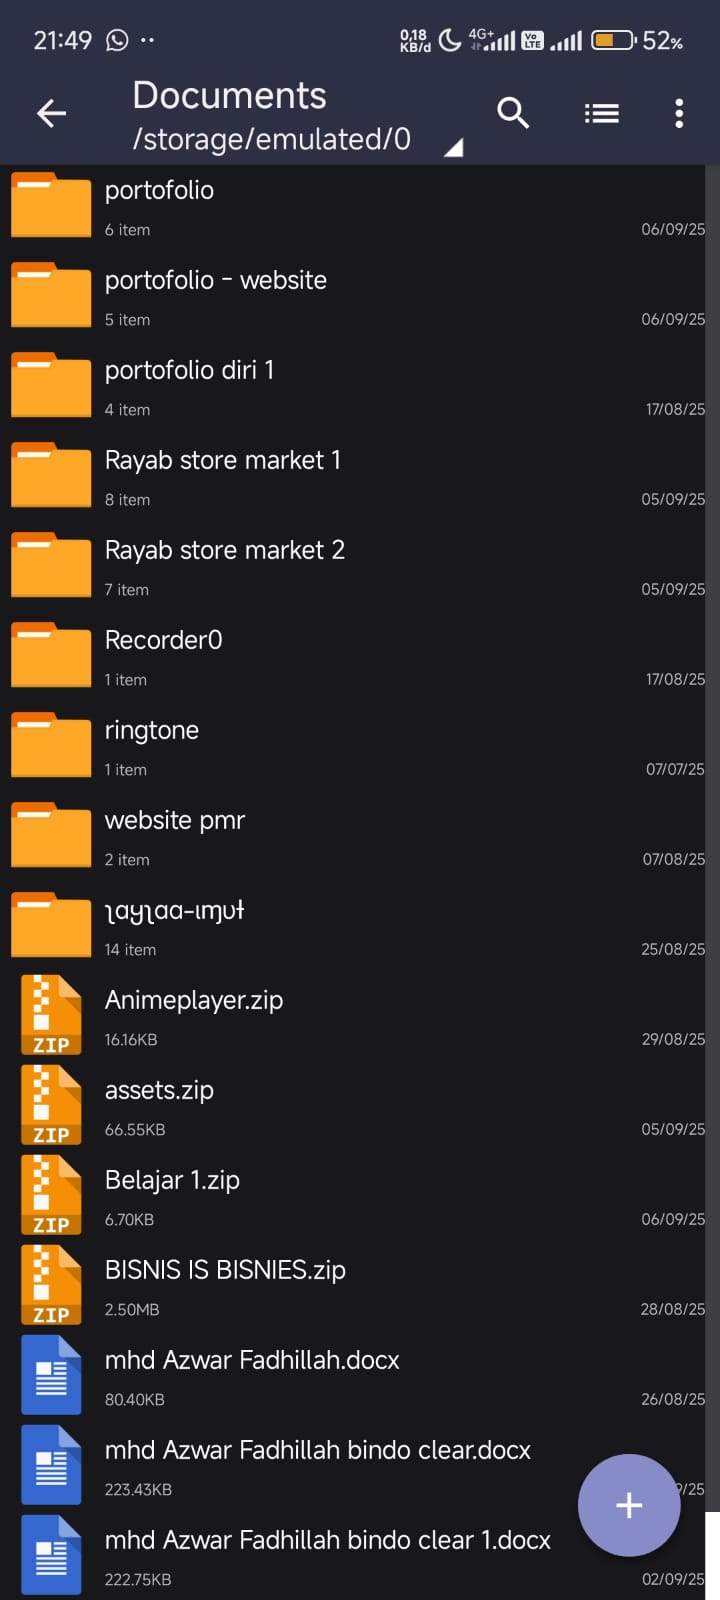 21:49
0,18 KB/d 4G+ Vo LTE 52%
Documents
/storage/emulated/0
portofolio
6 item 06/09/25
portofolio - website
5 item 06/09/25
portofolio diri 1
4 item 17/08/25
Rayab store market 1
8 item 05/09/25
Rayab store market 2
7 item 05/09/25
Recorder0
1 item 17/08/25
ringtone
1 item 07/07/25
website pmr
2 item 07/08/25
14 item 25/08/25
Animeplayer.zip
ZIP 16.16KB 29/08/25
assets.zip
ZIP 66.55KB 05/09/25
Belajar 1.zip
ZIP 6.70KB 06/09/25
BISNIS IS BISNIES.zip
ZIP 2.50MB 28/08/25
mhd Azwar Fadhillah.docx
80.40KB 26/08/25
mhd Azwar Fadhillah bindo clear.docx
223.43KB
mhd Azwar Fadhillah bindo clear 1.docx
222.75KB 02/09/25